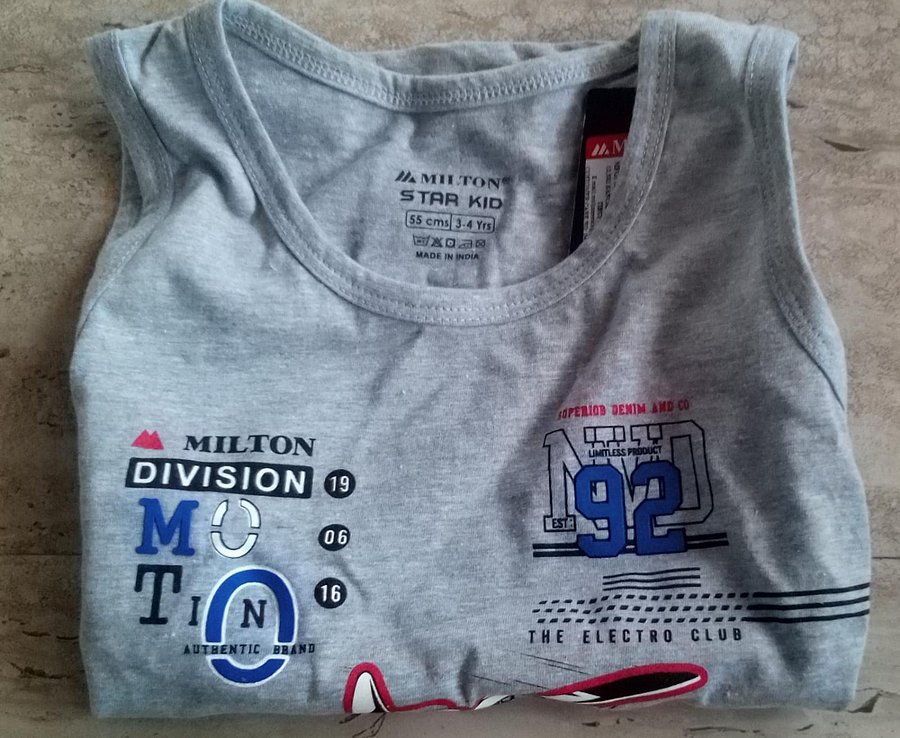 MILTON®
STAR KID
55 cms 3-4 Yrs
MADE IN INDIA
M
MILTON
DIVISION 19
MO 06
TION 16
AUTHENTIC BRAND
SUPERIOR DENIM AND CO
LIMITLESS PRODUCT
EST. 92
THE ELECTRO CLUB